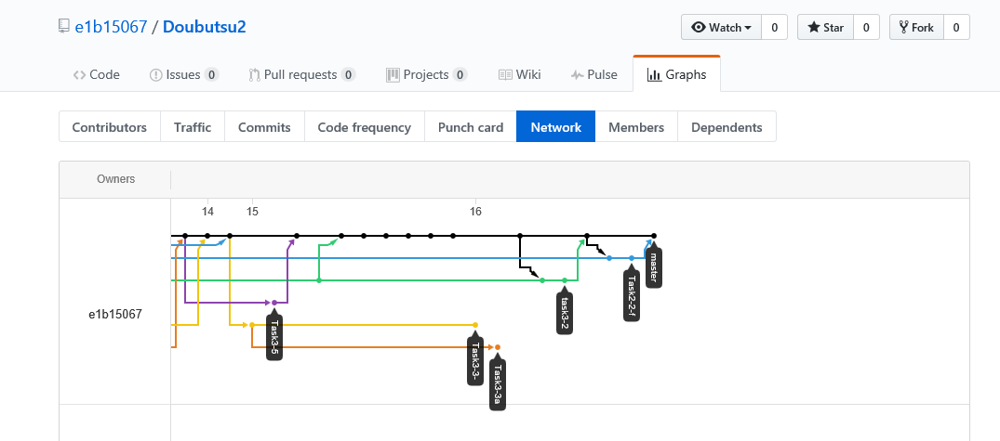 e1b15067 / Doubutsu2
Watch 0 Star 0 Fork 0
Code Issues 0 Pull requests 0 Projects 0 Wiki Pulse Graphs
Contributors Traffic Commits Code frequency Punch card Network Members Dependents
Owners
14 15 16
e1b15067
master
Task2-2-f
task3-2
Task3-5
Task3-3-
Task3-3a